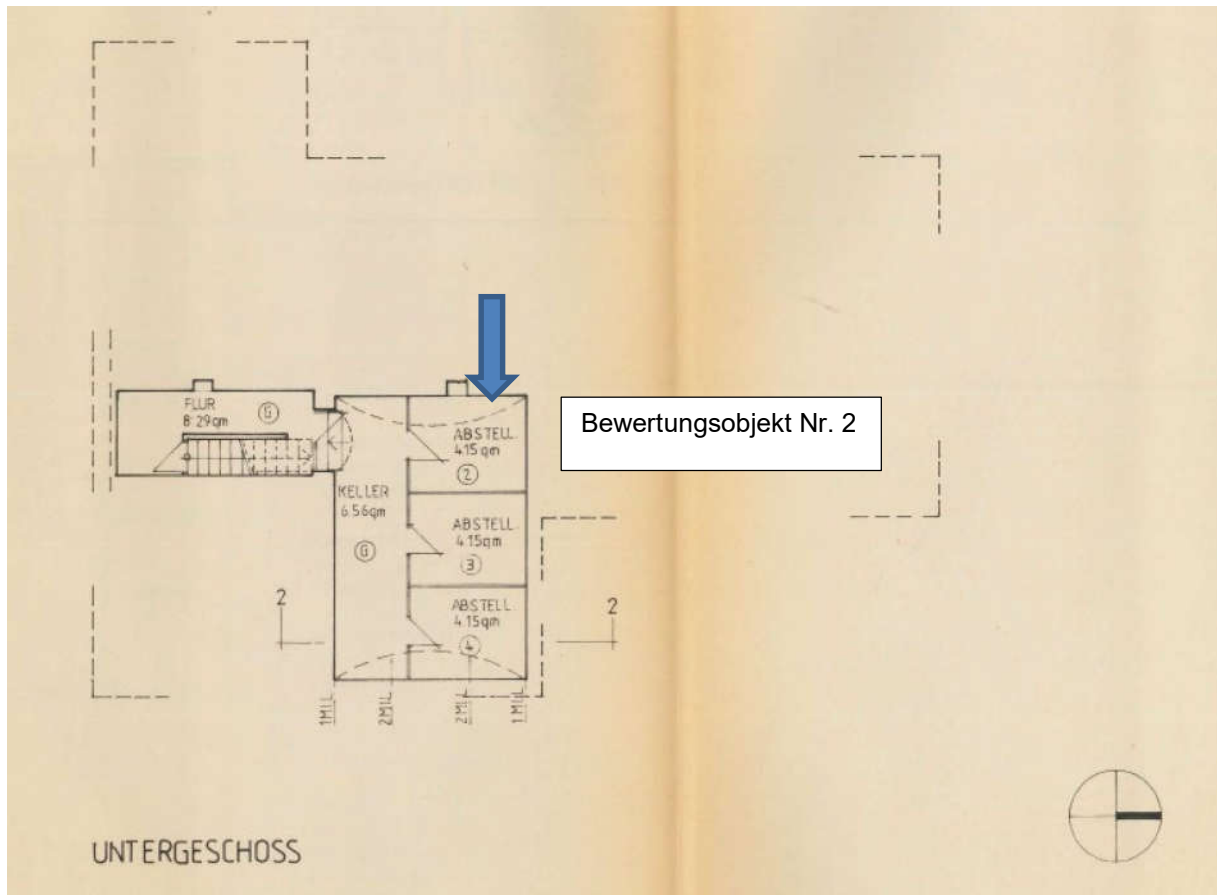 FLUR
8.29qm
G
ABSTELL.
4.15qm
2
Bewertungsobjekt Nr. 2
KELLER
6.56qm
G
ABSTELL.
4.15qm
3
ABSTELL.
4.15qm
4
2
2
1MIL
2MIL
2MIL
1MIL
UNTERGESCHOSS